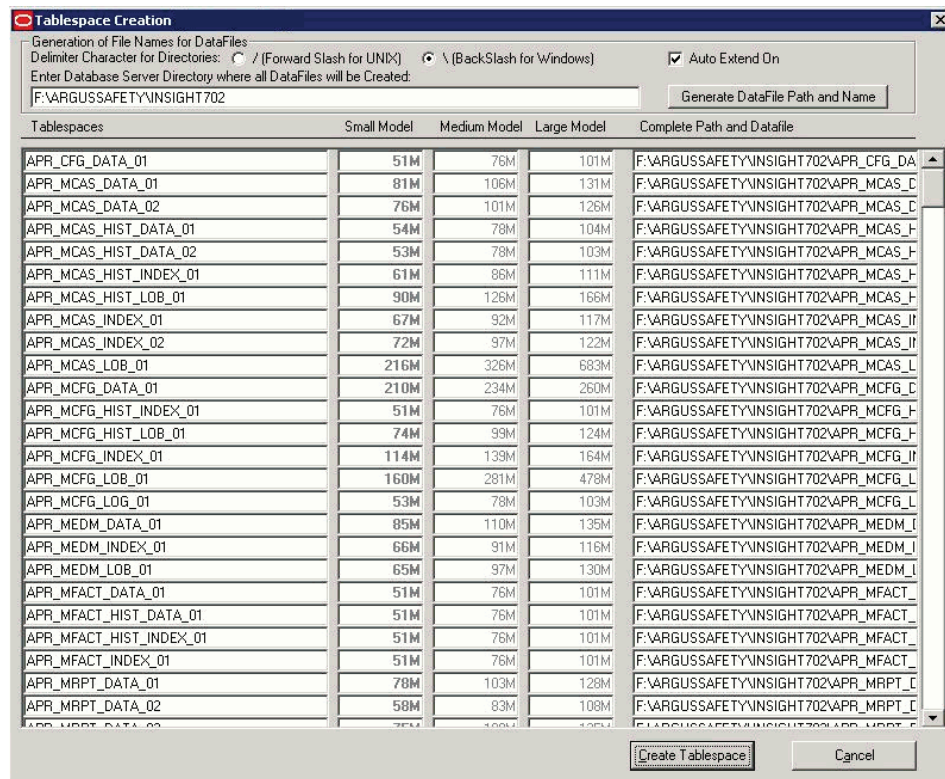 Tablespace Creation
Generation of File Names for DataFiles
Delimiter Character for Directories: / (Forward Slash for UNIX) \ (BackSlash for Windows) Auto Extend On
Enter Database Server Directory where all DataFiles will be Created:
F:\ARGUSSAFETY\INSIGHT702 Generate DataFile Path and Name
Tablespaces Small Model Medium Model Large Model Complete Path and Datafile
APR_CFG_DATA_01 51M 76M 101M F:\ARGUSSAFETY\INSIGHT702\APR_CFG_DA
APR_MCAS_DATA_01 81M 106M 131M F:\ARGUSSAFETY\INSIGHT702\APR_MCAS_D
APR_MCAS_DATA_02 76M 101M 126M F:\ARGUSSAFETY\INSIGHT702\APR_MCAS_D
APR_MCAS_HIST_DATA_01 54M 78M 104M F:\ARGUSSAFETY\INSIGHT702\APR_MCAS_H
APR_MCAS_HIST_DATA_02 53M 78M 103M F:\ARGUSSAFETY\INSIGHT702\APR_MCAS_H
APR_MCAS_HIST_INDEX_01 61M 86M 111M F:\ARGUSSAFETY\INSIGHT702\APR_MCAS_H
APR_MCAS_HIST_LOB_01 90M 126M 166M F:\ARGUSSAFETY\INSIGHT702\APR_MCAS_H
APR_MCAS_INDEX_01 67M 92M 117M F:\ARGUSSAFETY\INSIGHT702\APR_MCAS_IN
APR_MCAS_INDEX_02 72M 97M 122M F:\ARGUSSAFETY\INSIGHT702\APR_MCAS_IN
APR_MCAS_LOB_01 216M 326M 683M F:\ARGUSSAFETY\INSIGHT702\APR_MCAS_L
APR_MCFG_DATA_01 210M 234M 260M F:\ARGUSSAFETY\INSIGHT702\APR_MCFG_D
APR_MCFG_HIST_INDEX_01 51M 76M 101M F:\ARGUSSAFETY\INSIGHT702\APR_MCFG_H
APR_MCFG_HIST_LOB_01 74M 99M 124M F:\ARGUSSAFETY\INSIGHT702\APR_MCFG_H
APR_MCFG_INDEX_01 114M 139M 164M F:\ARGUSSAFETY\INSIGHT702\APR_MCFG_IN
APR_MCFG_LOB_01 160M 281M 478M F:\ARGUSSAFETY\INSIGHT702\APR_MCFG_L
APR_MCFG_LOG_01 53M 78M 103M F:\ARGUSSAFETY\INSIGHT702\APR_MCFG_L
APR_MEDM_DATA_01 85M 110M 135M F:\ARGUSSAFETY\INSIGHT702\APR_MEDM_D
APR_MEDM_INDEX_01 66M 91M 116M F:\ARGUSSAFETY\INSIGHT702\APR_MEDM_I
APR_MEDM_LOB_01 65M 97M 130M F:\ARGUSSAFETY\INSIGHT702\APR_MEDM_L
APR_MFACT_DATA_01 51M 76M 101M F:\ARGUSSAFETY\INSIGHT702\APR_MFACT_
APR_MFACT_HIST_DATA_01 51M 76M 101M F:\ARGUSSAFETY\INSIGHT702\APR_MFACT_
APR_MFACT_HIST_INDEX_01 51M 76M 101M F:\ARGUSSAFETY\INSIGHT702\APR_MFACT_
APR_MFACT_INDEX_01 51M 76M 101M F:\ARGUSSAFETY\INSIGHT702\APR_MFACT_
APR_MRPT_DATA_01 78M 103M 128M F:\ARGUSSAFETY\INSIGHT702\APR_MRPT_D
APR_MRPT_DATA_02 58M 83M 108M F:\ARGUSSAFETY\INSIGHT702\APR_MRPT_D
Create Tablespace Cancel